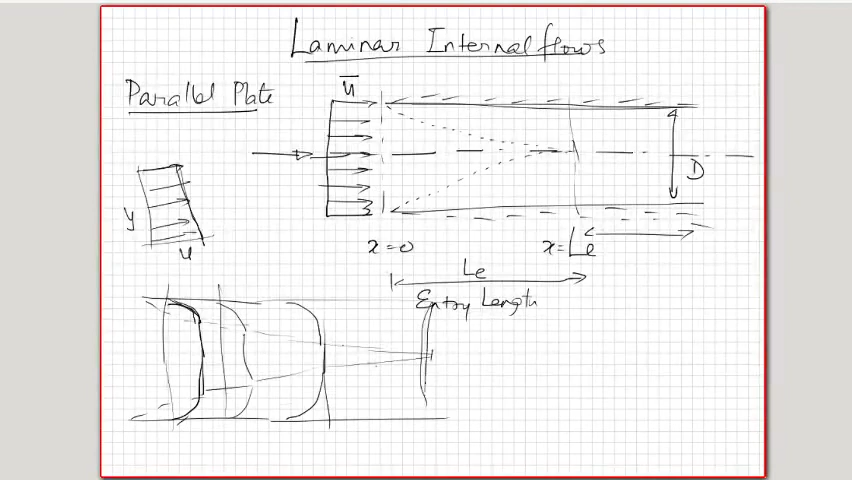 Laminar Internal flows
Parallel Plate
u̅
D
y
u
x=0
x=Le
Le
Entry Length